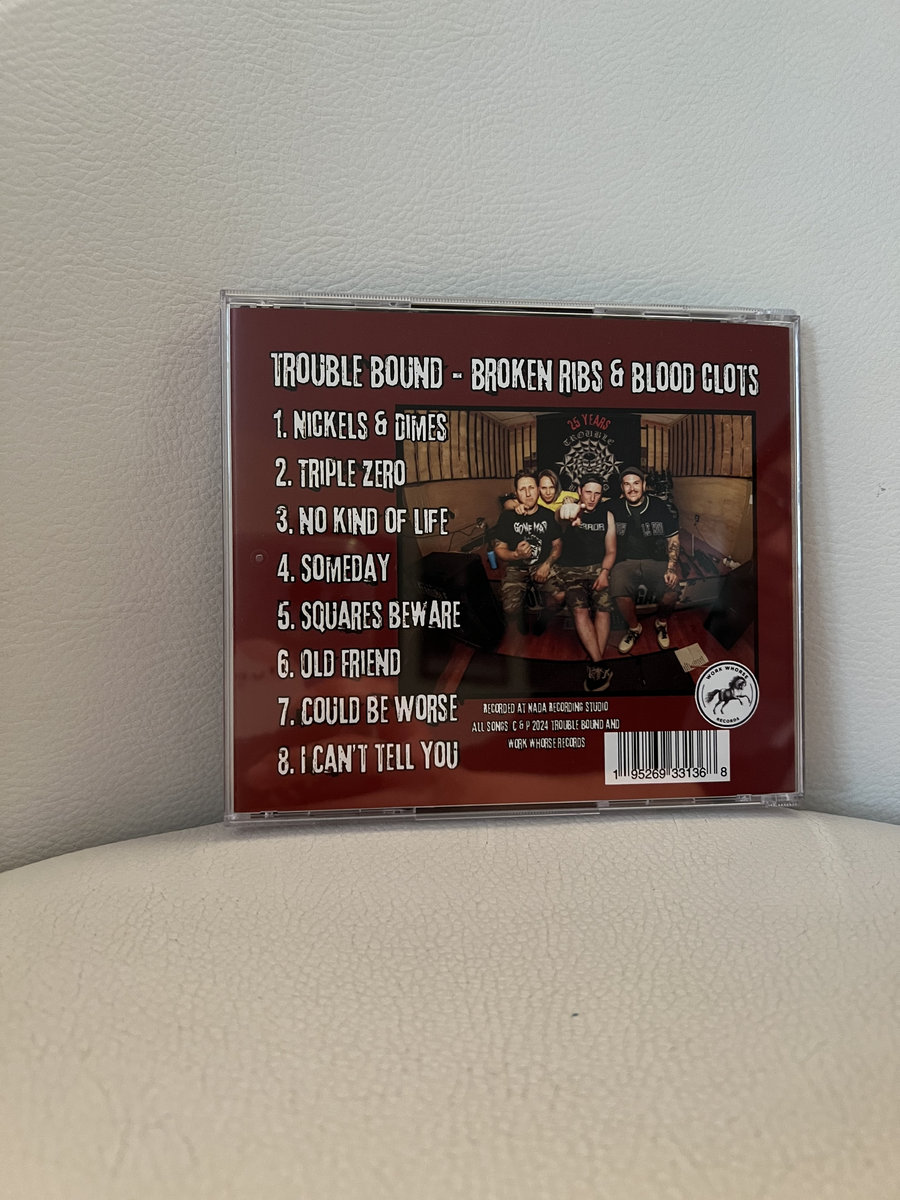 TROUBLE BOUND - BROKEN RIBS & BLOOD CLOTS
1. NICKELS & DIMES
2. TRIPLE ZERO
3. NO KIND OF LIFE
4. SOMEDAY
5. SQUARES BEWARE
6. OLD FRIEND
7. COULD BE WORSE
8. I CAN'T TELL YOU
25 YEARS
TROUBLE
GONE MAD
RECORDED AT NADA RECORDING STUDIO
ALL SONGS C & P 2024 TROUBLE BOUND AND
WORK WHORSE RECORDS
WORK WHORSE
RECORDS
1 95269 33136 8